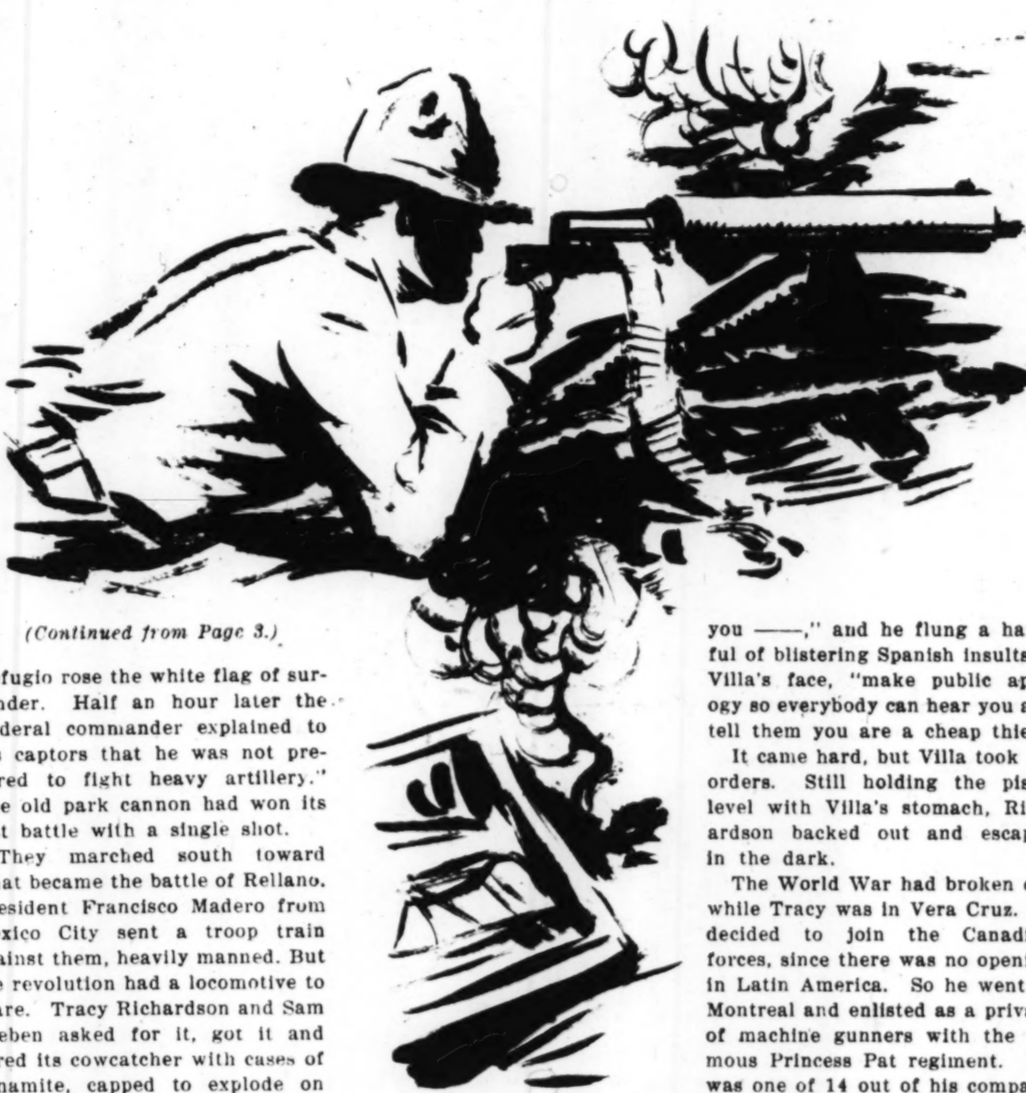 (Continued from Page 3.)
fugio rose the white flag of sur-
nder. Half an hour later the
deral commander explained to
s captors that he was not pre-
red to fight heavy artillery."
e old park cannon had won its
t battle with a single shot.
They marched south toward
at became the battle of Rellano.
esident Francisco Madero from
xico City sent a troop train
ainst them, heavily manned. But
e revolution had a locomotive to
are. Tracy Richardson and Sam
eben asked for it, got it and
red its cowcatcher with cases of
namite, capped to explode on
you ——," and he flung a ha
ful of blistering Spanish insults
Villa's face, "make public ap
ogy so everybody can hear you a
tell them you are a cheap thie
It came hard, but Villa took
orders. Still holding the pis
level with Villa's stomach, Ri
ardson backed out and escap
in the dark.
The World War had broken o
while Tracy was in Vera Cruz.
decided to join the Canadi
forces, since there was no openi
in Latin America. So he went
Montreal and enlisted as a priva
of machine gunners with the
mous Princess Pat regiment.
was one of 14 out of his compa